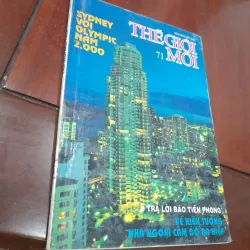 SYDNEY
VỚI
OLYMPIC
NĂM
2.000
THẾ GIỚI
MỚI
71
TRẢ LỜI BÁO TIỀN PHONG:
VỀ HIỆN TƯỢNG
NHÀ NGOẠI CẢM ĐỖ BÁ HIỆP